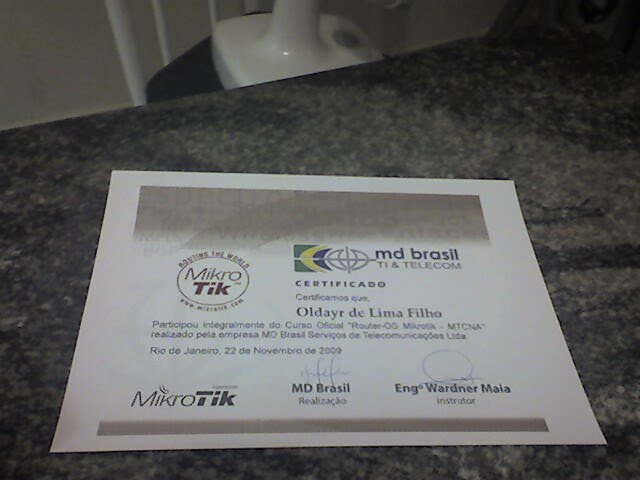 ROUTING THE WORLD
Mikro
Tik
www.mikrotik.com
md brasil
TI & TELECOM
CERTIFICADO
Certificamos que,
Oldayr de Lima Filho
Participou integralmente do Curso Oficial "Router-OS Mikrotik - MTCNA"
realizado pela empresa MD Brasil Serviços de Telecomunicações Ltda.
Rio de Janeiro, 22 de Novembro de 2009
MikroTik
MD Brasil
Realização
Engº Wardner Maia
Instrutor